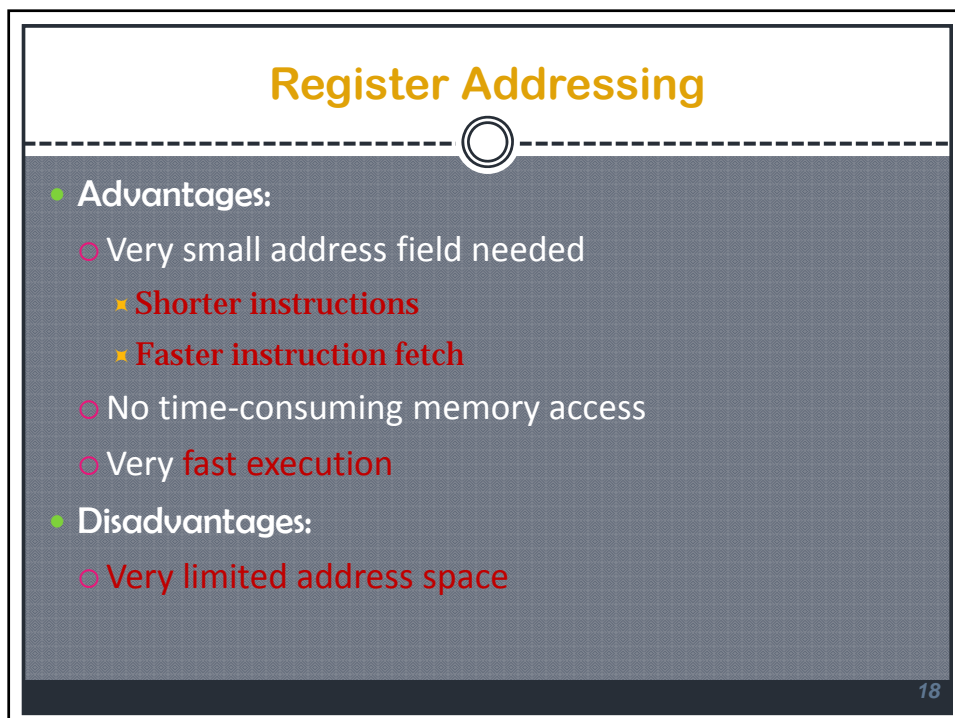 Register Addressing
Advantages:
Very small address field needed
Shorter instructions
Faster instruction fetch
No time-consuming memory access
Very fast execution
Disadvantages:
Very limited address space
18